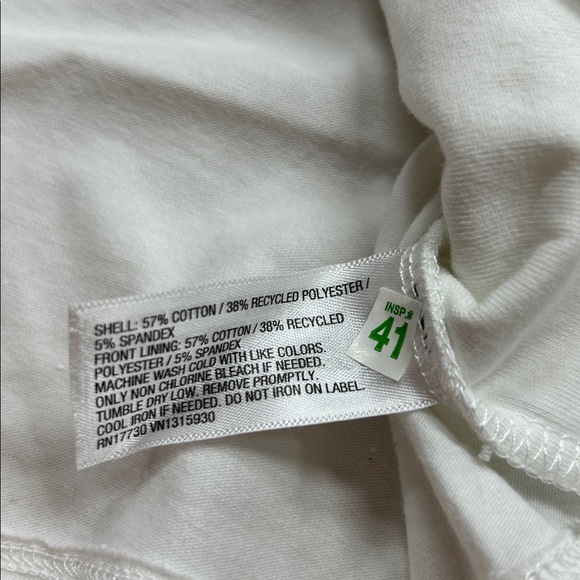 SHELL: 57% COTTON / 38% RECYCLED POLYESTER /
5% SPANDEX
FRONT LINING: 57% COTTON / 38% RECYCLED
POLYESTER / 5% SPANDEX
MACHINE WASH COLD WITH LIKE COLORS.
ONLY NON CHLORINE BLEACH IF NEEDED.
TUMBLE DRY LOW. REMOVE PROMPTLY.
COOL IRON IF NEEDED. DO NOT IRON ON LABEL.
RN17730 VN1315930
INSP.#
41